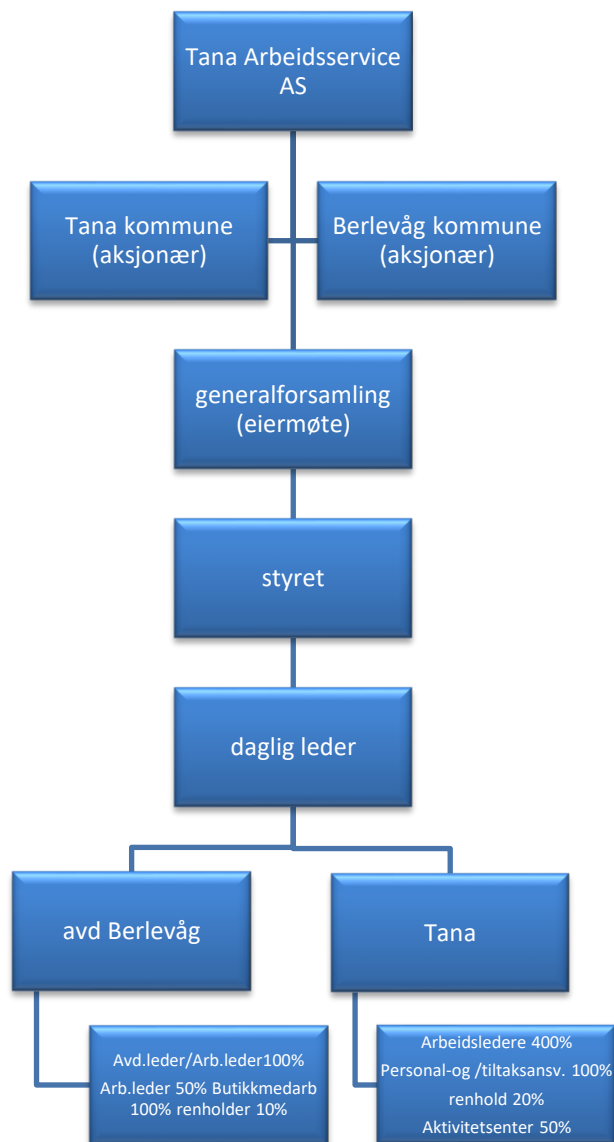 Tana Arbeidsservice
AS
Tana kommune
(aksjonær)
Berlevåg kommune
(aksjonær)
generalforsamling
(eiermøte)
styret
daglig leder
avd Berlevåg
Tana
Avd.leder/Arb.leder100%
Arb.leder 50% Butikkmedarb
100% renholder 10%
Arbeidsledere 400%
Personal-og /tiltaksansv. 100%
renhold 20%
Aktivitetsenter 50%